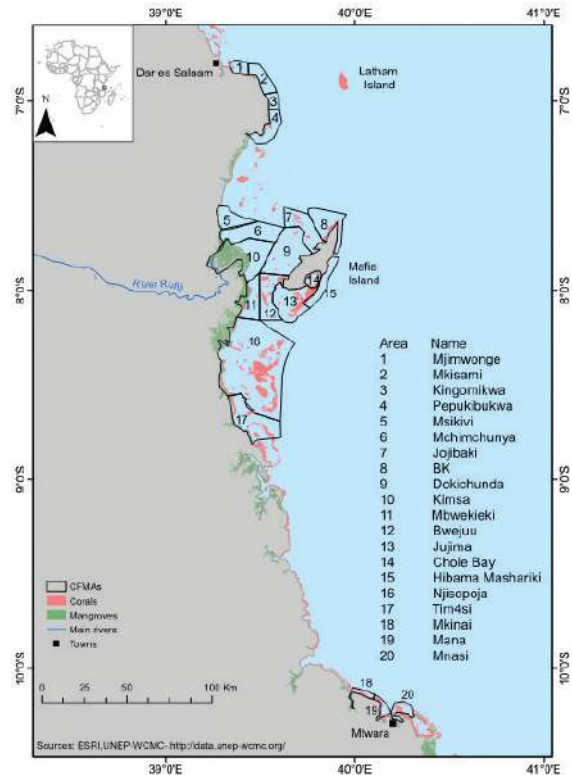 39°0'E 40°0'E 41°0'E
Dar es Salaam
Latham
Island
7°0'S 7°0'S
N
1
2
3
4
5
6
7
8
9
10
Mafia
Island
River Rufiji
8°0'S 8°0'S
11
12
13
14
15
16
17
Area Name
1 Mjimwonge
2 Mkisami
3 Kingomikwa
4 Pepukibukwa
5 Msikivi
6 Mchimchunya
7 Jojibaki
8 BK
9 Dokichunda
10 Kimsa
11 Mbwekieki
12 Bwejuu
13 Jujima
14 Chole Bay
15 Hibama Mashariki
16 Njisopoja
17 Tim4si
18 Mkinai
19 Mana
20 Mnasi
9°0'S 9°0'S
CFMAs
Corals
Mangroves
Main rivers
Towns
10°0'S 10°0'S
0 25 50 100 Km
18
19
20
Mtwara
Sources: ESRI,UNEP-WCMC- http://data.unep-wcmc.org/
39°0'E 40°0'E 41°0'E